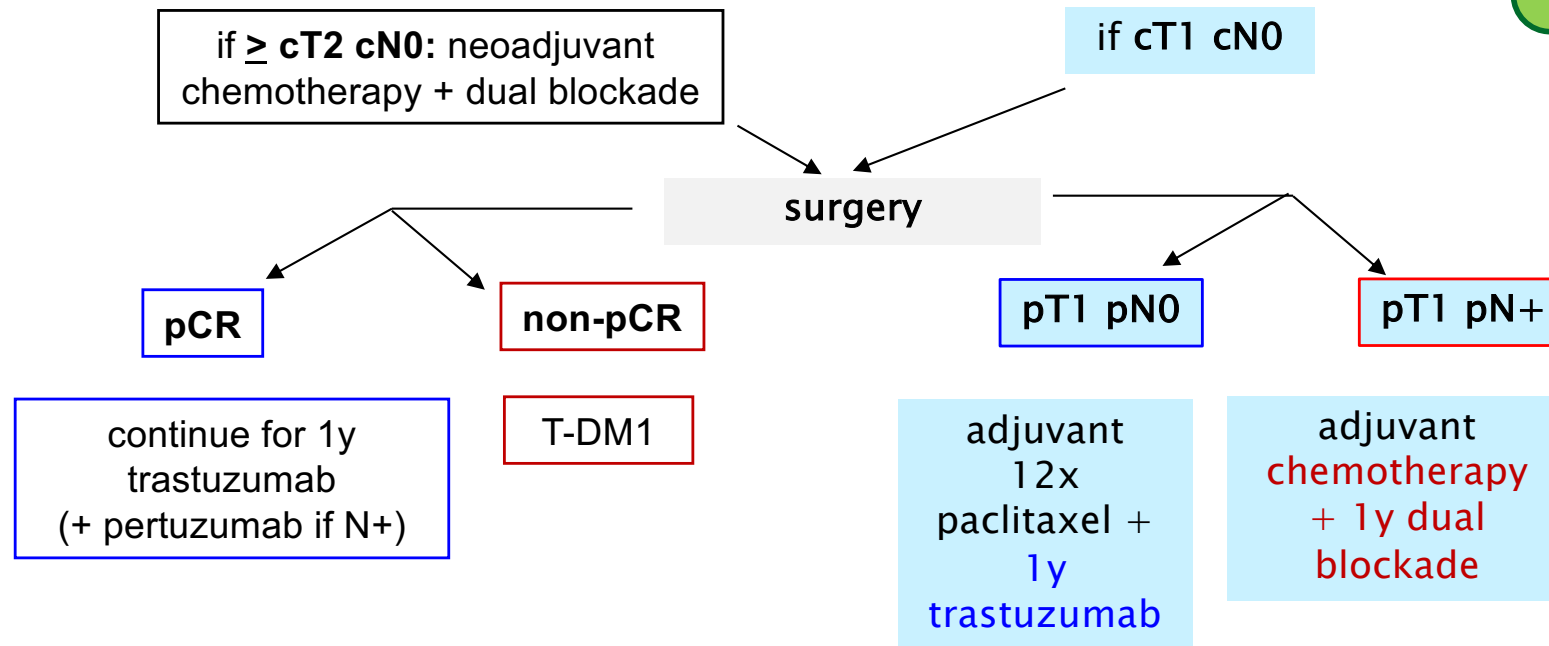 if ≥ cT2 cN0: neoadjuvant
chemotherapy + dual blockade
if cT1 cN0
surgery
pCR
non-pCR
pT1 pN0
pT1 pN+
continue for 1y
trastuzumab
(+ pertuzumab if N+)
T-DM1
adjuvant
12x
paclitaxel +
1y
trastuzumab
adjuvant
chemotherapy
+ 1y dual
blockade